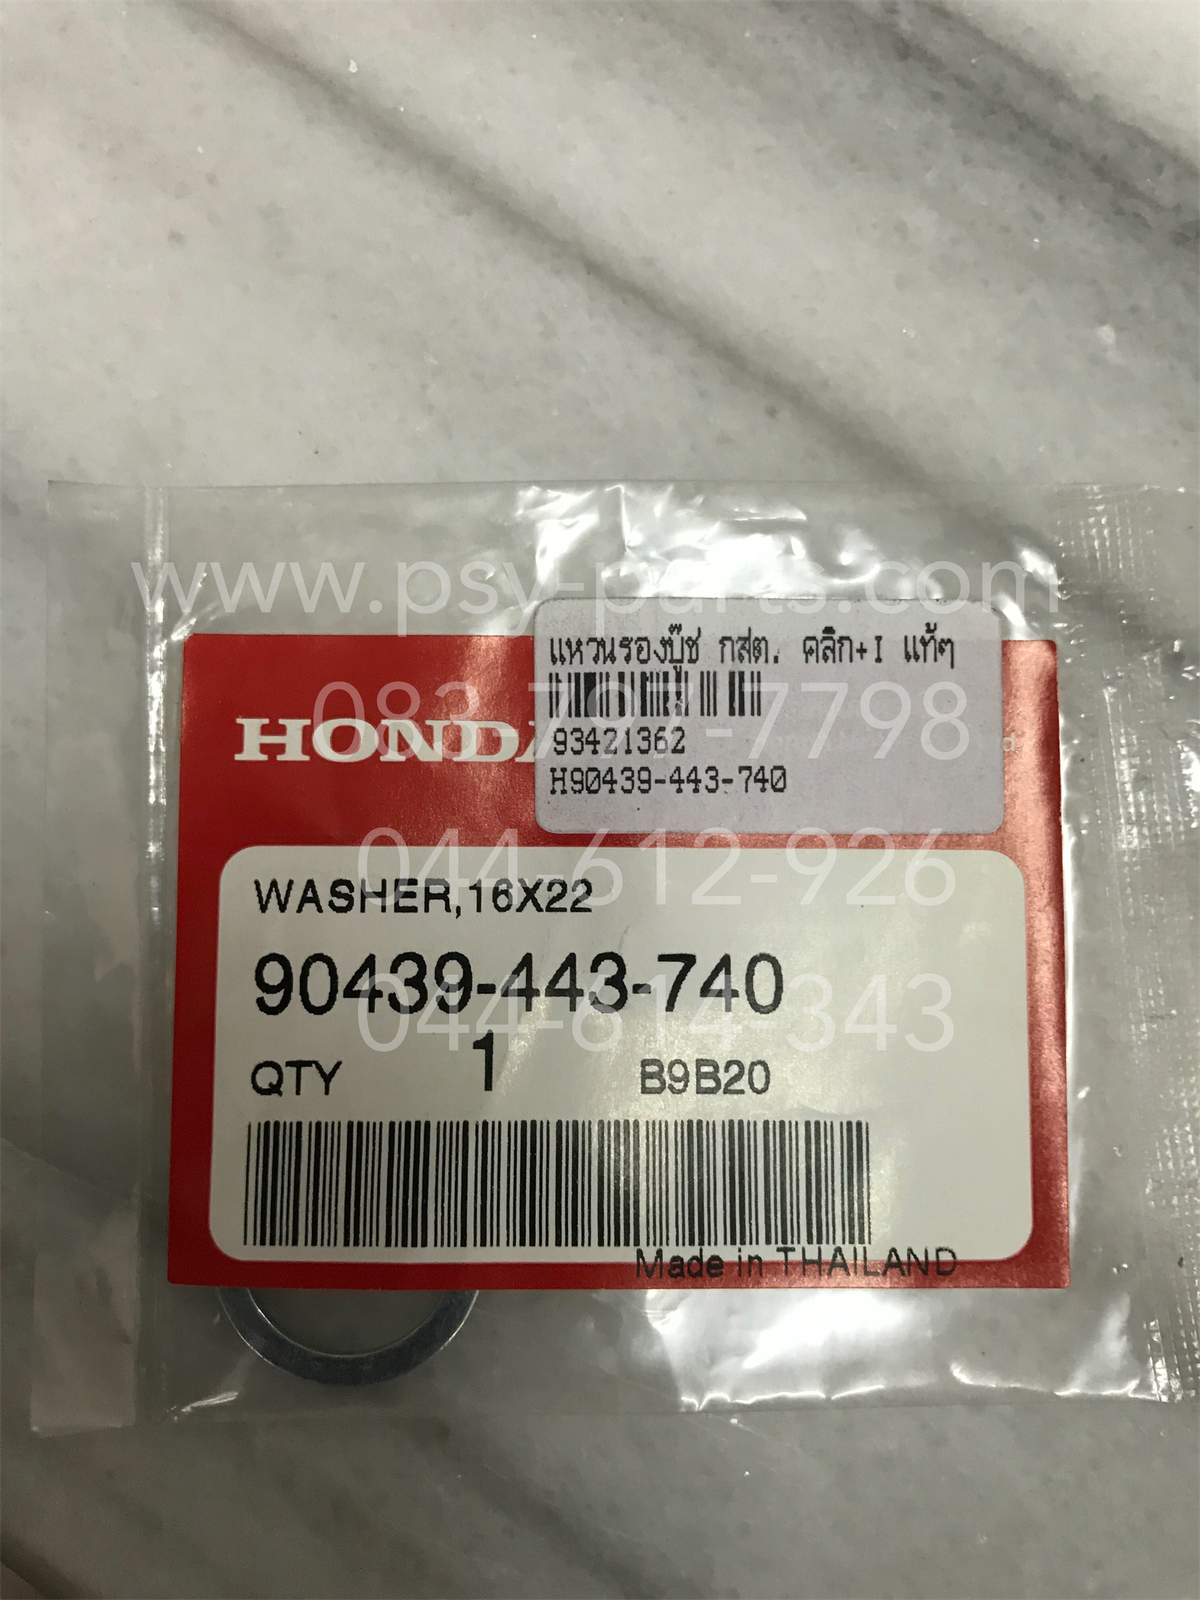 www.psy-parts.com
แหวนรองบู๊ช กสต. คลิก+I แท้ๆ
083-797-7798
HONDA
93421362
H90439-443-740
044-612-926
WASHER,16X22
90439-443-740
044-614-343
QTY 1 B9B20
Made in THAILAND